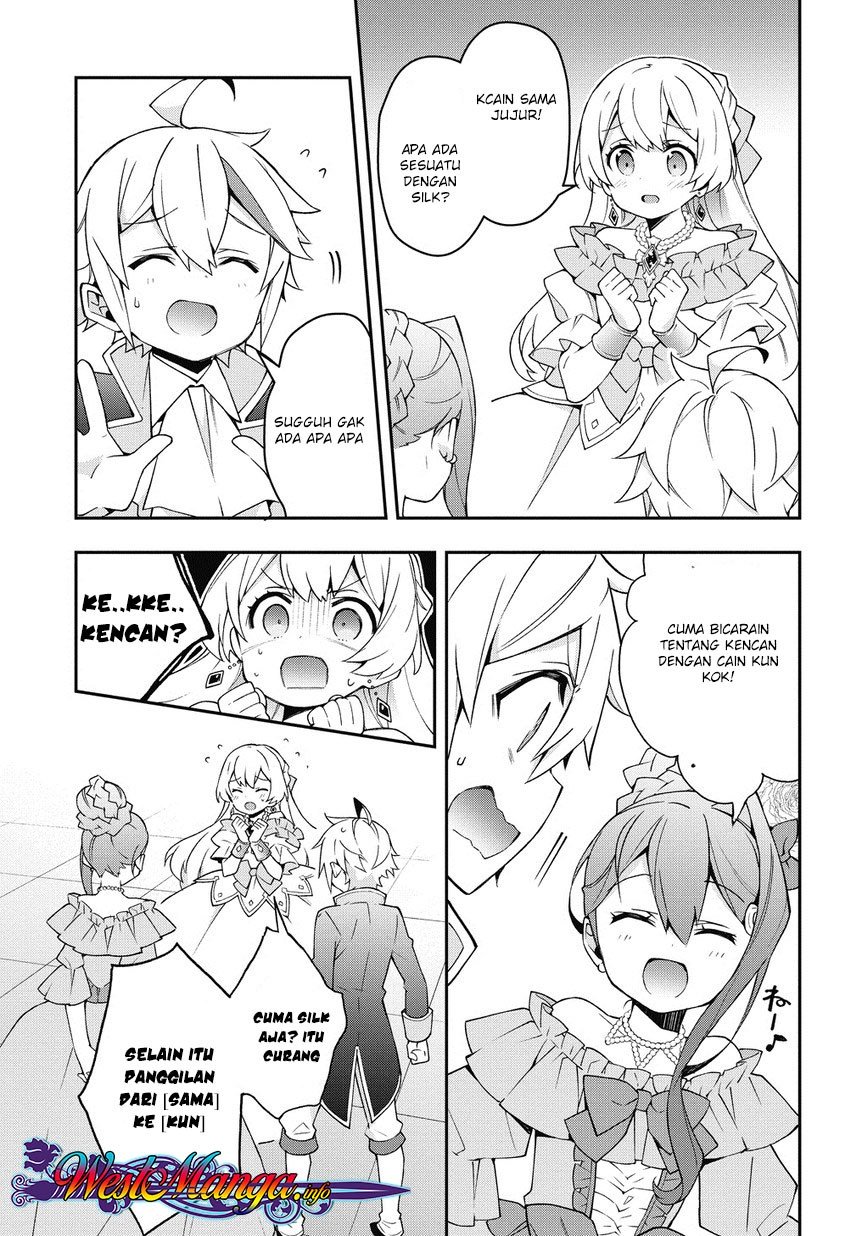 KCAIN SAMA
JUJUR!
APA ADA
SESUATU
DENGAN
SILK?
SUGGUH GAK
ADA APA APA
CUMA BICARAIN
TENTANG KENCAN
DENGAN CAIN KUN
KOK!
ねー♪
KE..KKE..
KENCAN?
CUMA SILK
AJA? ITU
CURANG
SELAIN ITU
PANGGILAN
DARI [SAMA]
KE [KUN]
WestManga.info